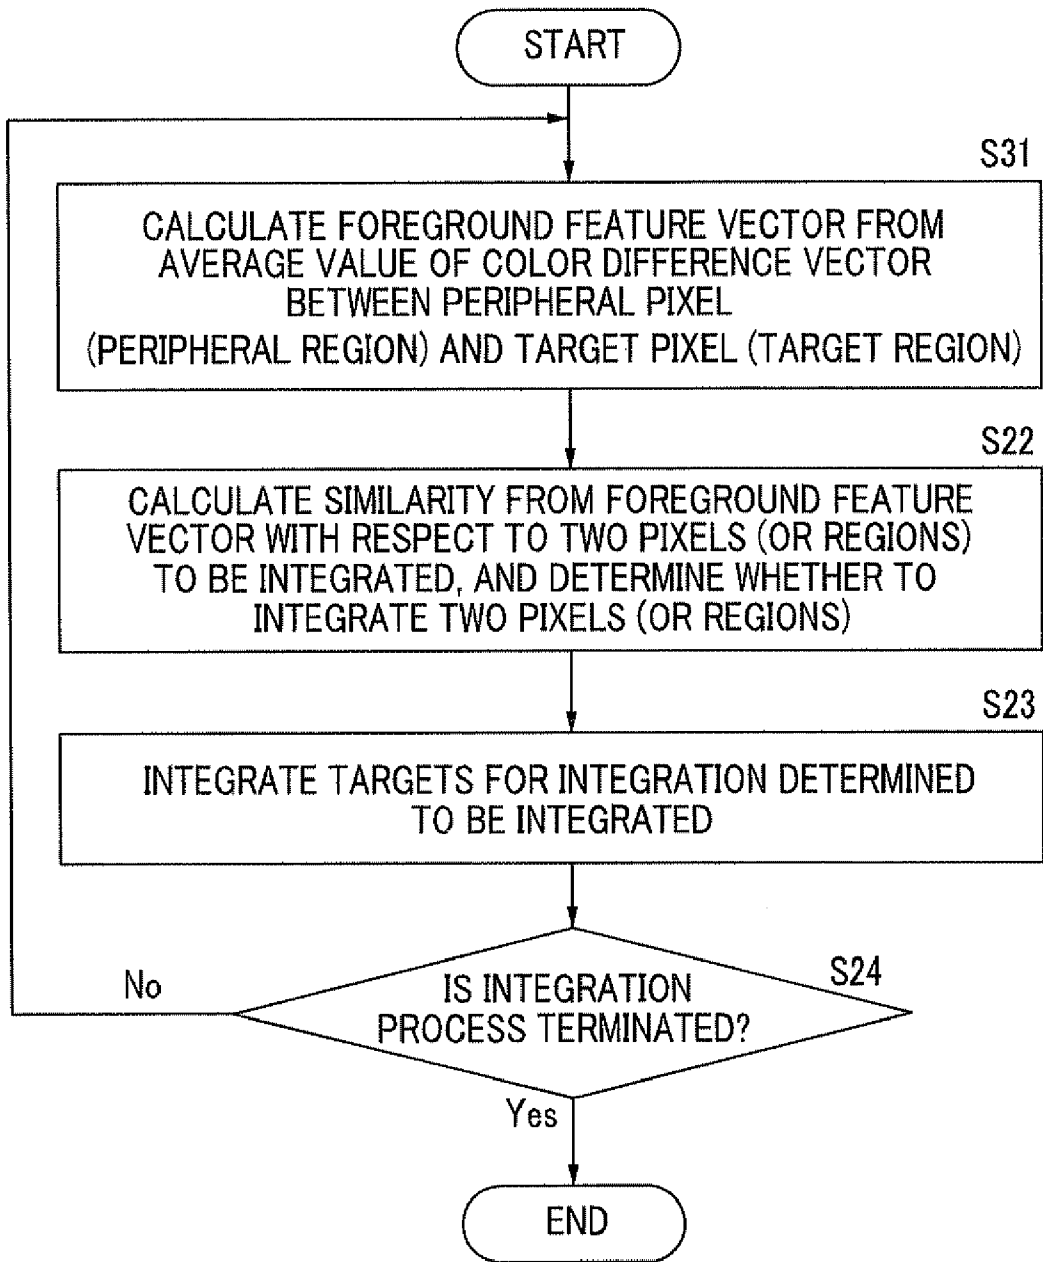 START
S31
CALCULATE FOREGROUND FEATURE VECTOR FROM
AVERAGE VALUE OF COLOR DIFFERENCE VECTOR
BETWEEN PERIPHERAL PIXEL
(PERIPHERAL REGION) AND TARGET PIXEL (TARGET REGION)
S22
CALCULATE SIMILARITY FROM FOREGROUND FEATURE
VECTOR WITH RESPECT TO TWO PIXELS (OR REGIONS)
TO BE INTEGRATED, AND DETERMINE WHETHER TO
INTEGRATE TWO PIXELS (OR REGIONS)
S23
INTEGRATE TARGETS FOR INTEGRATION DETERMINED
TO BE INTEGRATED
S24
No
IS INTEGRATION
PROCESS TERMINATED?
Yes
END